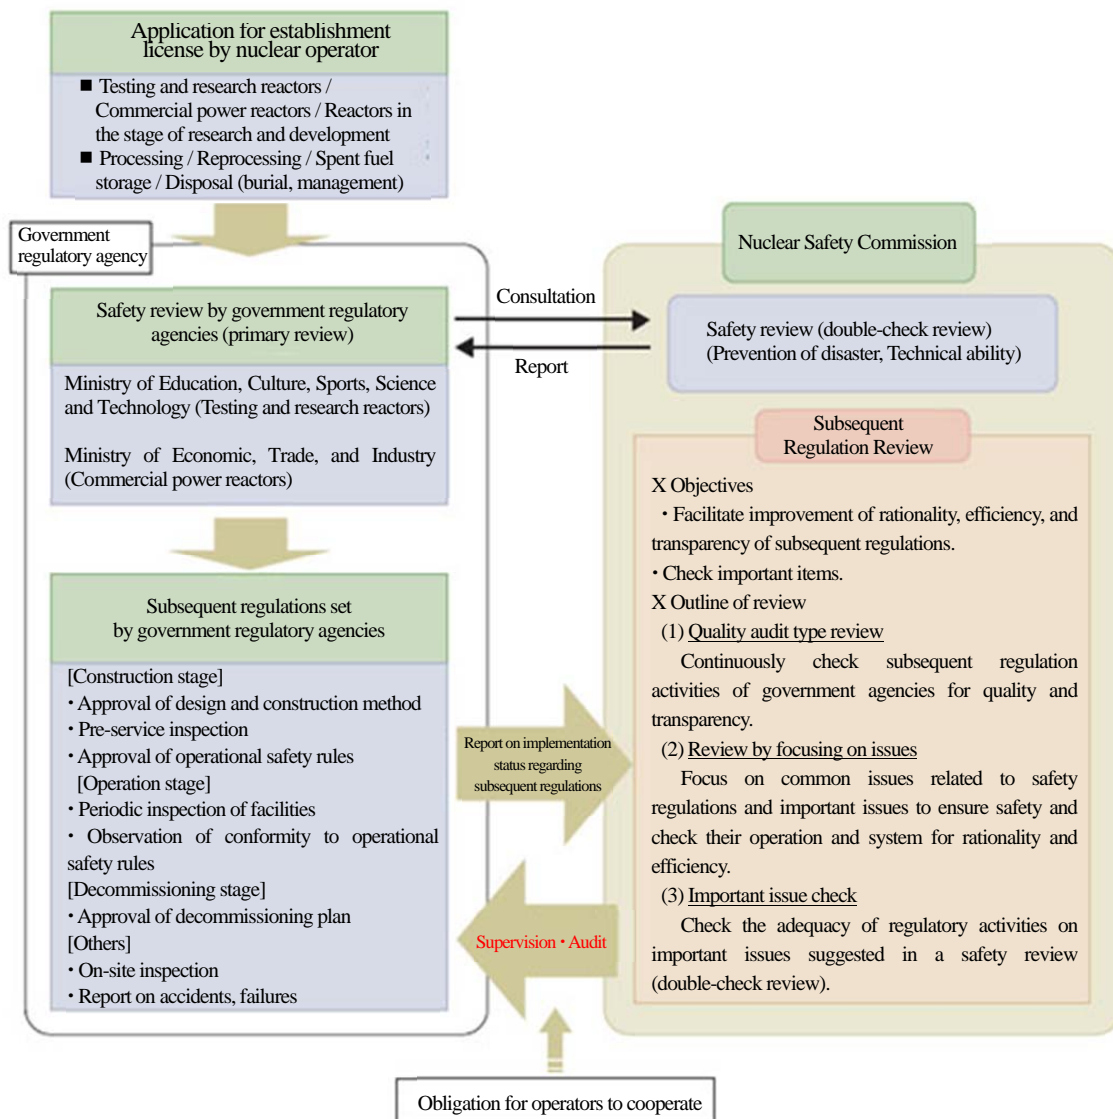 Application for establishment
license by nuclear operator
■ Testing and research reactors /
Commercial power reactors / Reactors in
the stage of research and development
■ Processing / Reprocessing / Spent fuel
storage / Disposal (burial, management)
Government
regulatory agency
Safety review by government regulatory
agencies (primary review)
Ministry of Education, Culture, Sports, Science
and Technology (Testing and research reactors)
Ministry of Economic, Trade, and Industry
(Commercial power reactors)
Subsequent regulations set
by government regulatory agencies
[Construction stage]
・Approval of design and construction method
・Pre-service inspection
・Approval of operational safety rules
[Operation stage]
・Periodic inspection of facilities
・Observation of conformity to operational
safety rules
[Decommissioning stage]
・Approval of decommissioning plan
[Others]
・On-site inspection
・Report on accidents, failures
Consultation
Report
Report on implementation
status regarding
subsequent regulations
Supervision・Audit
Nuclear Safety Commission
Safety review (double-check review)
(Prevention of disaster, Technical ability)
Subsequent
Regulation Review
X Objectives
・Facilitate improvement of rationality, efficiency, and
transparency of subsequent regulations.
・Check important items.
X Outline of review
(1) Quality audit type review
Continuously check subsequent regulation
activities of government agencies for quality and
transparency.
(2) Review by focusing on issues
Focus on common issues related to safety
regulations and important issues to ensure safety and
check their operation and system for rationality and
efficiency.
(3) Important issue check
Check the adequacy of regulatory activities on
important issues suggested in a safety review
(double-check review).
Obligation for operators to cooperate